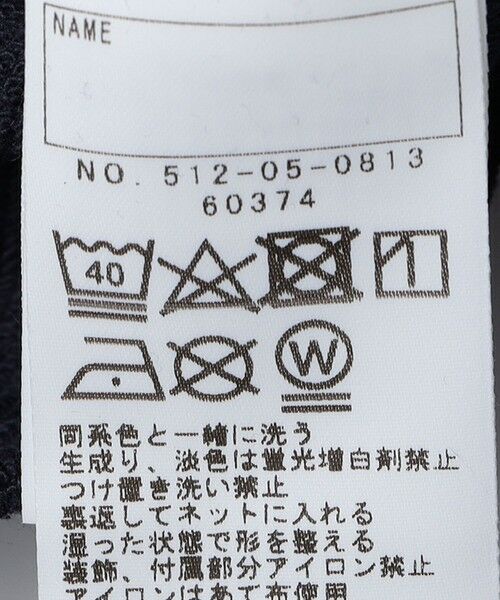 NAME
NO. 512-05-0813
60374
40
W
同系色と一緒に洗う
生成り、淡色は蛍光増白剤禁止
つけ置き洗い禁止
裏返してネットに入れる
湿った状態で形を整える
装飾、付属部分アイロン禁止
アイロンはあて布使用